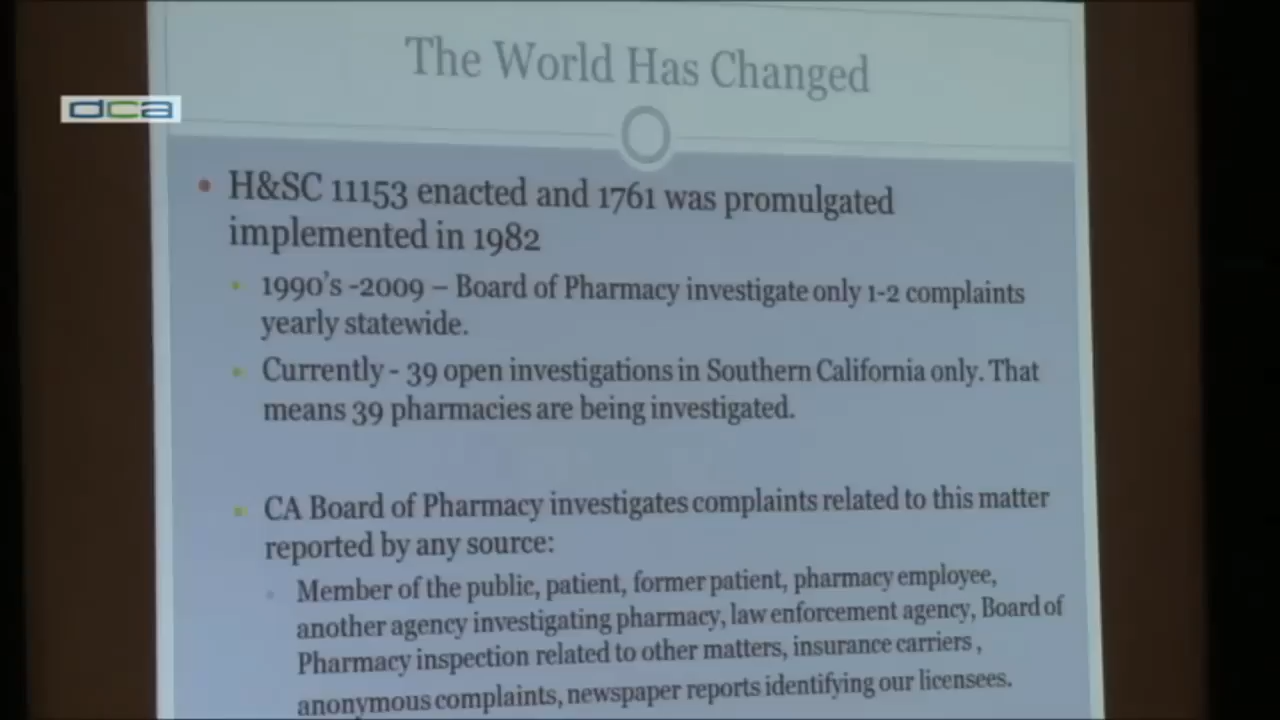 The World Has Changed
dca
• H&SC 11153 enacted and 1761 was promulgated
implemented in 1982
• 1990's -2009 – Board of Pharmacy investigate only 1-2 complaints
yearly statewide.
• Currently - 39 open investigations in Southern California only. That
means 39 pharmacies are being investigated.
• CA Board of Pharmacy investigates complaints related to this matter
reported by any source:
• Member of the public, patient, former patient, pharmacy employee,
another agency investigating pharmacy, law enforcement agency, Board of
Pharmacy inspection related to other matters, insurance carriers ,
anonymous complaints, newspaper reports identifying our licensees.